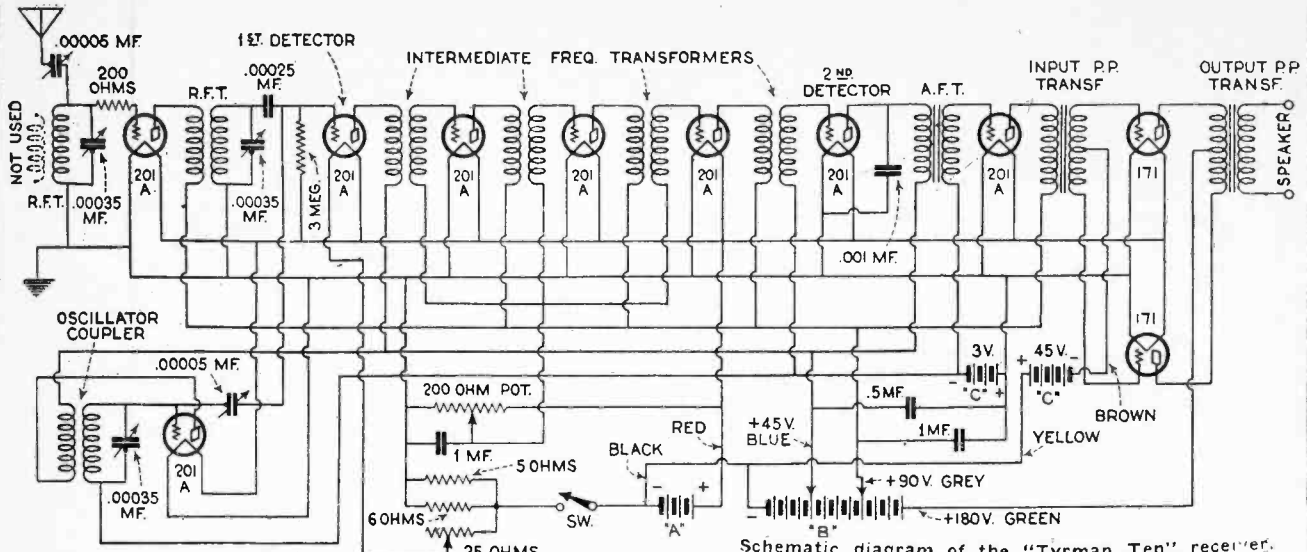 .00005 MF.
1ST. DETECTOR
INTERMEDIATE FREQ. TRANSFORMERS
2ND.
DETECTOR
A.F.T.
INPUT P.P.
TRANSF.
OUTPUT P.P.
TRANSF.
200
OHMS
R.F.T.
.00025
MF.
NOT USED
R.F.T.
.00035
MF.
201
A
.00035
MF.
3 MEG.
201
A
201
A
201
A
201
A
201
A
.001 MF.
201
A
171
SPEAKER
OSCILLATOR
COUPLER
.00005 MF.
201
A
.00035
MF.
200 OHM POT.
1 MF.
5 OHMS
6 OHMS
25 OHMS
SW.
BLACK
RED
- +
"A"
+45 V.
BLUE
.5 MF.
1 MF.
3 V.
- "C" +
+ 45 V. -
"C"
171
BROWN
YELLOW
+90 V. GREY
-
"B"
+180 V. GREEN
Schematic diagram of the "Tyrman Ten" receiver.